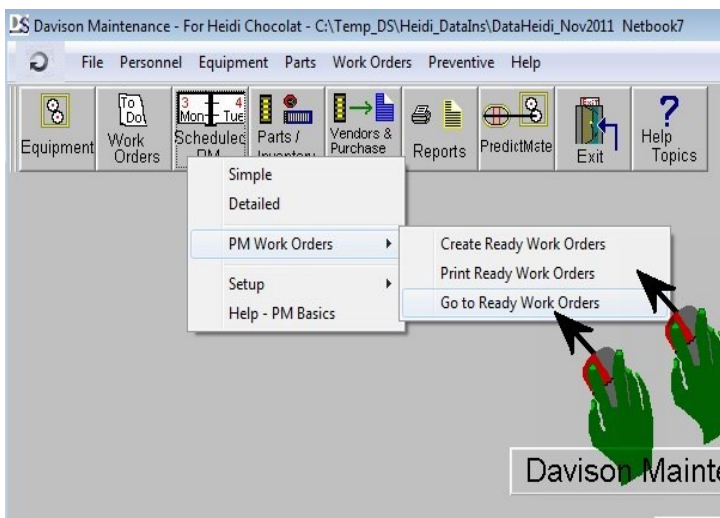 DS Davison Maintenance - For Heidi Chocolat - C:\Temp_DS\Heidi_DataIns\DataHeidi_Nov2011 Netbook7
File Personnel Equipment Parts Work Orders Preventive Help
Equipment
To Do
Work Orders
3 4
Mon Tue
Scheduled
PM
Parts /
Inventory
Vendors &
Purchase
Reports
PredictMate
Exit
Exit
?
Help
Topics
Simple
Detailed
PM Work Orders
Setup
Help - PM Basics
Create Ready Work Orders
Print Ready Work Orders
Go to Ready Work Orders
Davison Mainte